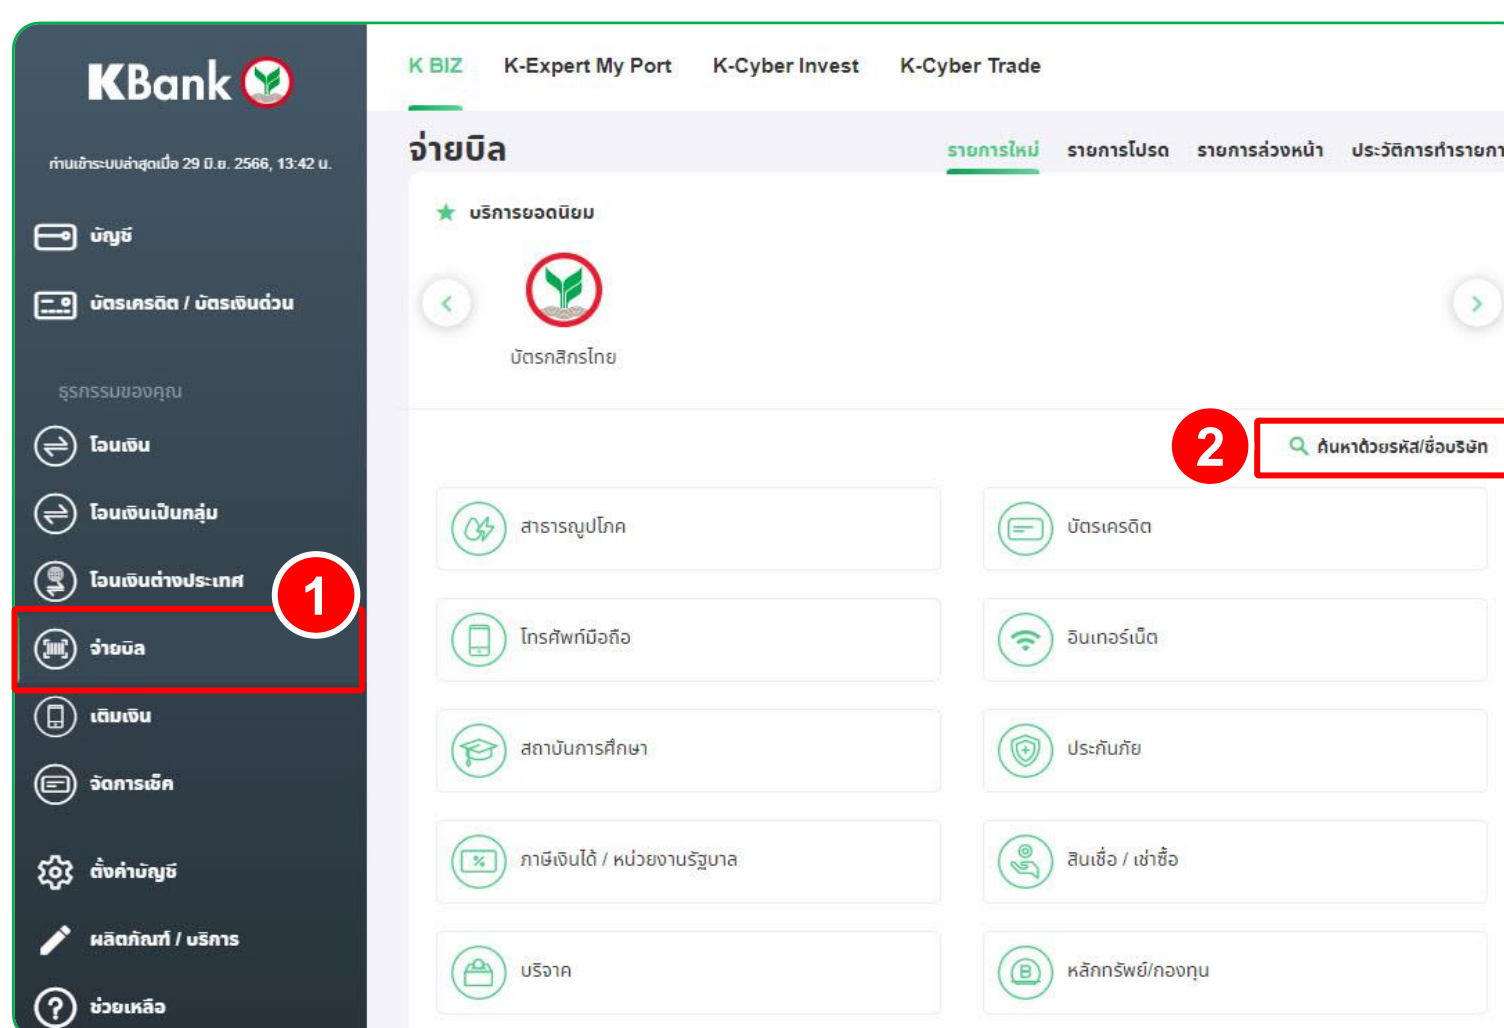 KBank
ท่านเข้าระบบล่าสุดเมื่อ 29 มิ.ย. 2566, 13:42 น.
บัญชี
บัตรเครดิต / บัตรเงินด่วน
ธุรกรรมของคุณ
โอนเงิน
โอนเงินเป็นกลุ่ม
โอนเงินต่างประเทศ
1
จ่ายบิล
เติมเงิน
จัดการเช็ค
ตั้งค่าบัญชี
ผลิตภัณฑ์ / บริการ
ช่วยเหลือ
K BIZ K-Expert My Port K-Cyber Invest K-Cyber Trade
จ่ายบิล
รายการใหม่ รายการโปรด รายการล่วงหน้า ประวัติการทำรายกา
บริการยอดนิยม
บัตรกสิกรไทย
2
ค้นหาด้วยรหัส/ชื่อบริษัท
สาธารณูปโภค บัตรเครดิต
โทรศัพท์มือถือ อินเทอร์เน็ต
สถาบันการศึกษา ประกันภัย
ภาษีเงินได้ / หน่วยงานรัฐบาล สินเชื่อ / เช่าซื้อ
บริจาค หลักทรัพย์/กองทุน